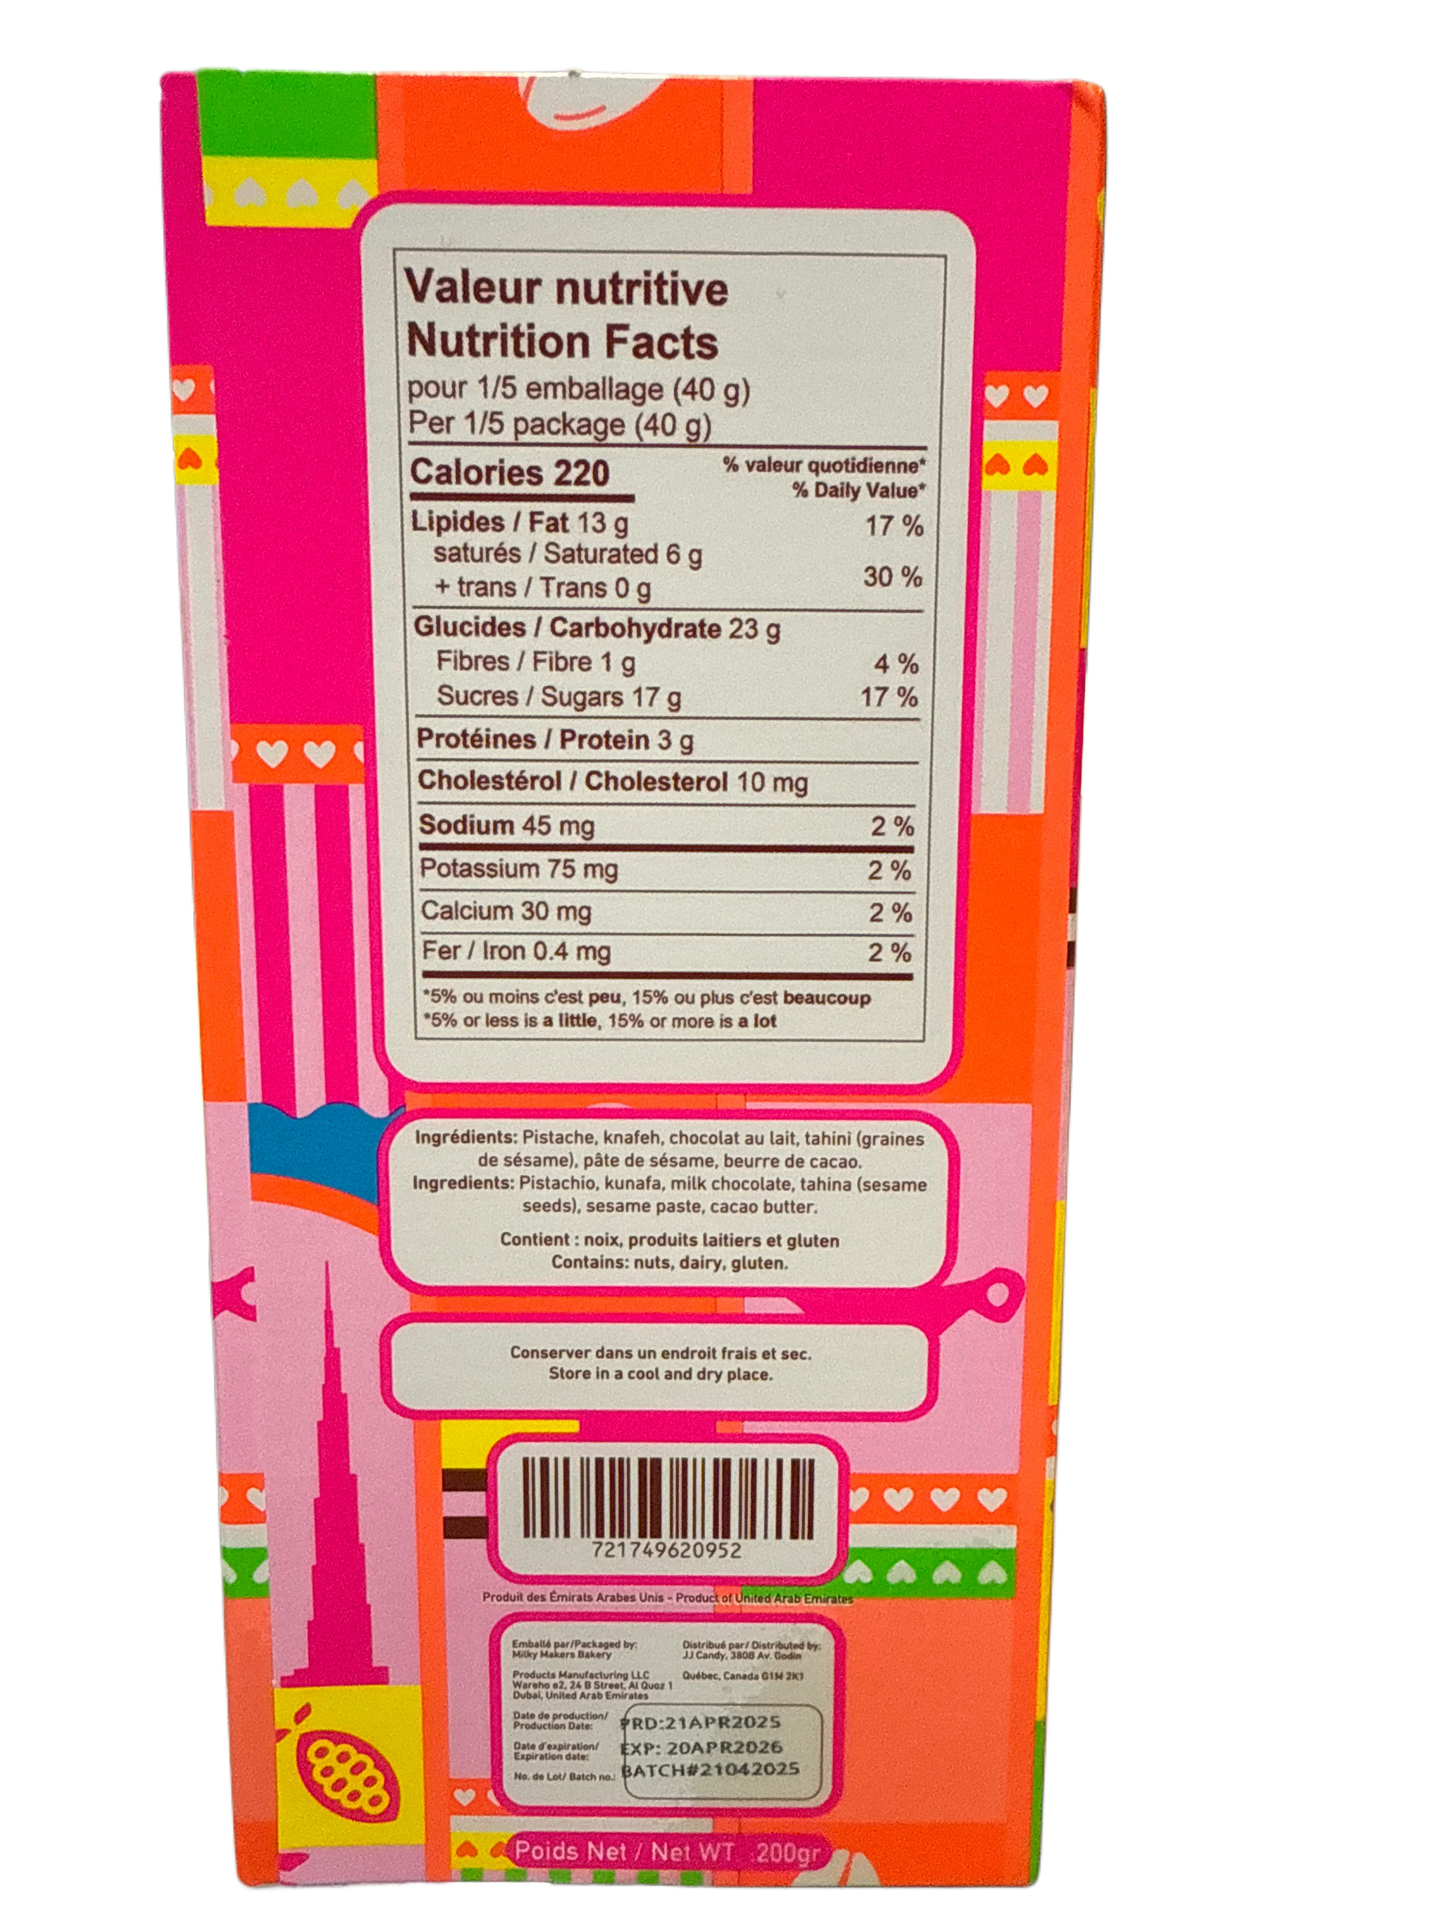 Valeur nutritive
Nutrition Facts
pour 1/5 emballage (40 g)
Per 1/5 package (40 g)
Calories 220
% valeur quotidienne*
% Daily Value*
Lipides / Fat 13 g 17 %
saturés / Saturated 6 g
+ trans / Trans 0 g 30 %
Glucides / Carbohydrate 23 g
Fibres / Fibre 1 g 4 %
Sucres / Sugars 17 g 17 %
Protéines / Protein 3 g
Cholestérol / Cholesterol 10 mg
Sodium 45 mg 2 %
Potassium 75 mg 2 %
Calcium 30 mg 2 %
Fer / Iron 0.4 mg 2 %
*5% ou moins c'est peu, 15% ou plus c'est beaucoup
*5% or less is a little, 15% or more is a lot
Ingrédients: Pistache, knafeh, chocolat au lait, tahini (graines
de sésame), pâte de sésame, beurre de cacao.
Ingredients: Pistachio, kunafa, milk chocolate, tahina (sesame
seeds), sesame paste, cacao butter.
Contient : noix, produits laitiers et gluten
Contains: nuts, dairy, gluten.
Conserver dans un endroit frais et sec.
Store in a cool and dry place.
721749620952
Produit des Émirats Arabes Unis - Product of United Arab Emirates
Emballé par/Packaged by:
Milky Makers Bakery
Products Manufacturing LLC
Wareho e2, 24 B Street, Al Quoz 1
Dubai, United Arab Emirates
Distribué par/ Distributed by:
JJ Candy, 3808 Av. Godin
Québec, Canada G1M 2K1
Date de production/
Production Date: PRD:21APR2025
Date d'expiration/
Expiration date: EXP: 20APR2026
No. de Lot/ Batch no.: BATCH#21042025
Poids Net / Net WT .200gr